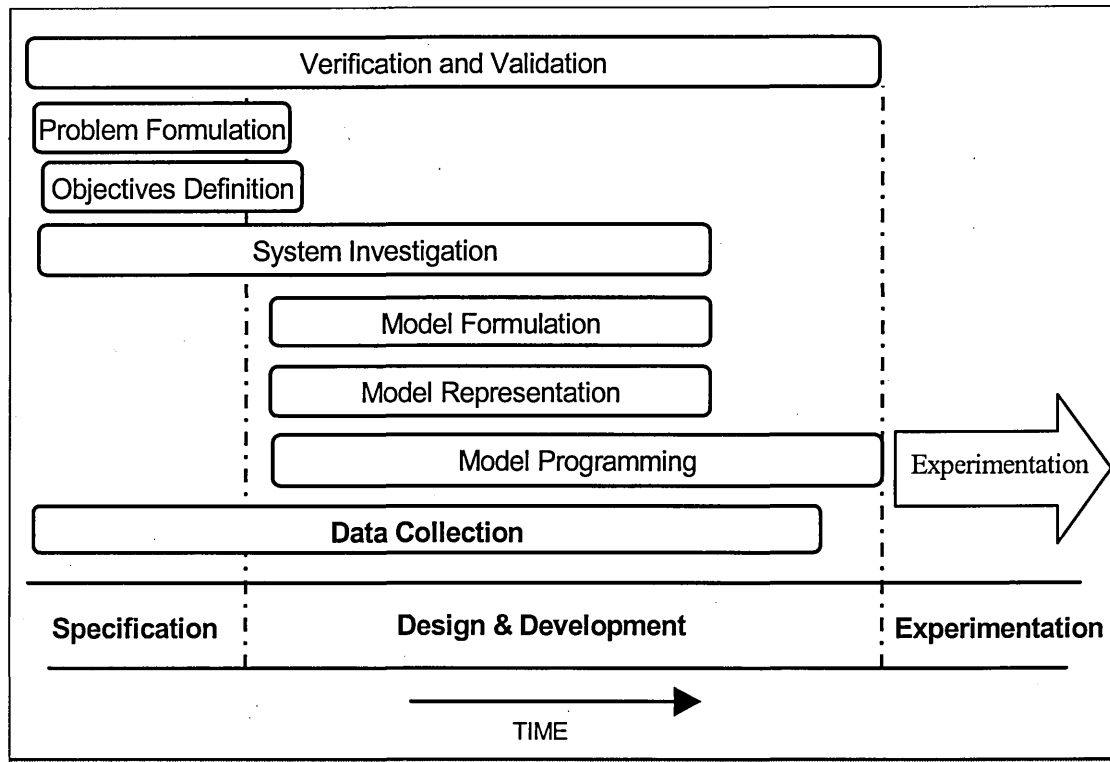 Verification and Validation
Problem Formulation
Objectives Definition
System Investigation
Model Formulation
Model Representation
Model Programming
Experimentation
Data Collection
Specification
Design & Development
Experimentation
TIME